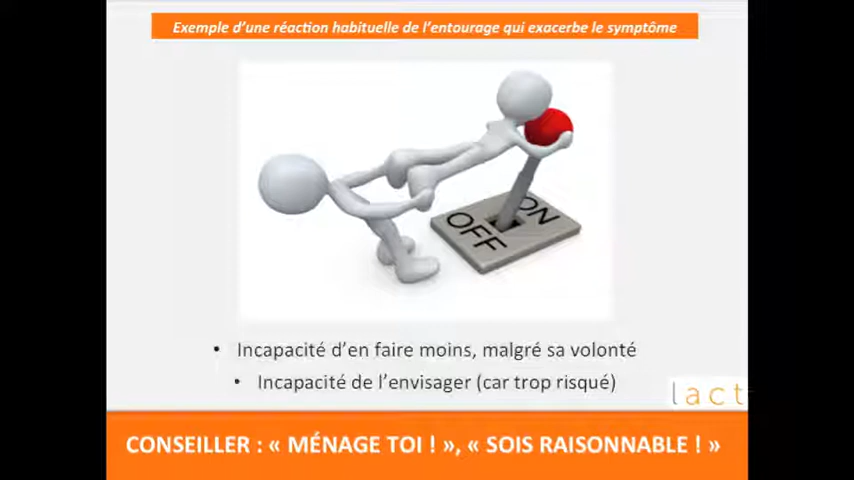 Exemple d'une réaction habituelle de l'entourage qui exacerbe le symptôme
ON
OFF
• Incapacité d'en faire moins, malgré sa volonté
• Incapacité de l'envisager (car trop risqué)
lact
CONSEILLER : « MÉNAGE TOI ! », « SOIS RAISONNABLE ! »